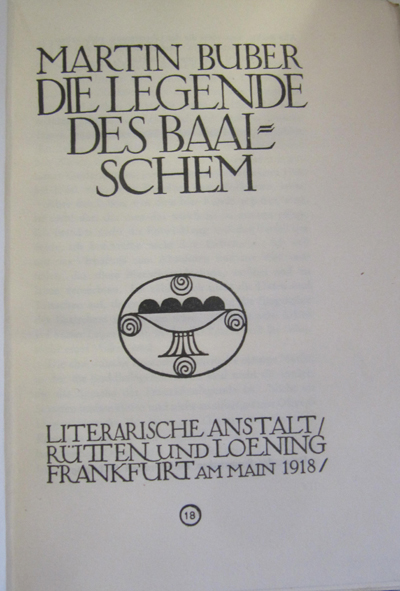 MARTIN BUBER
DIE LEGENDE
DES BAAL=
SCHEM
LITERARISCHE ANSTALT/
RÜTTEN UND LOENING
FRANKFURT AM MAIN 1918/
18